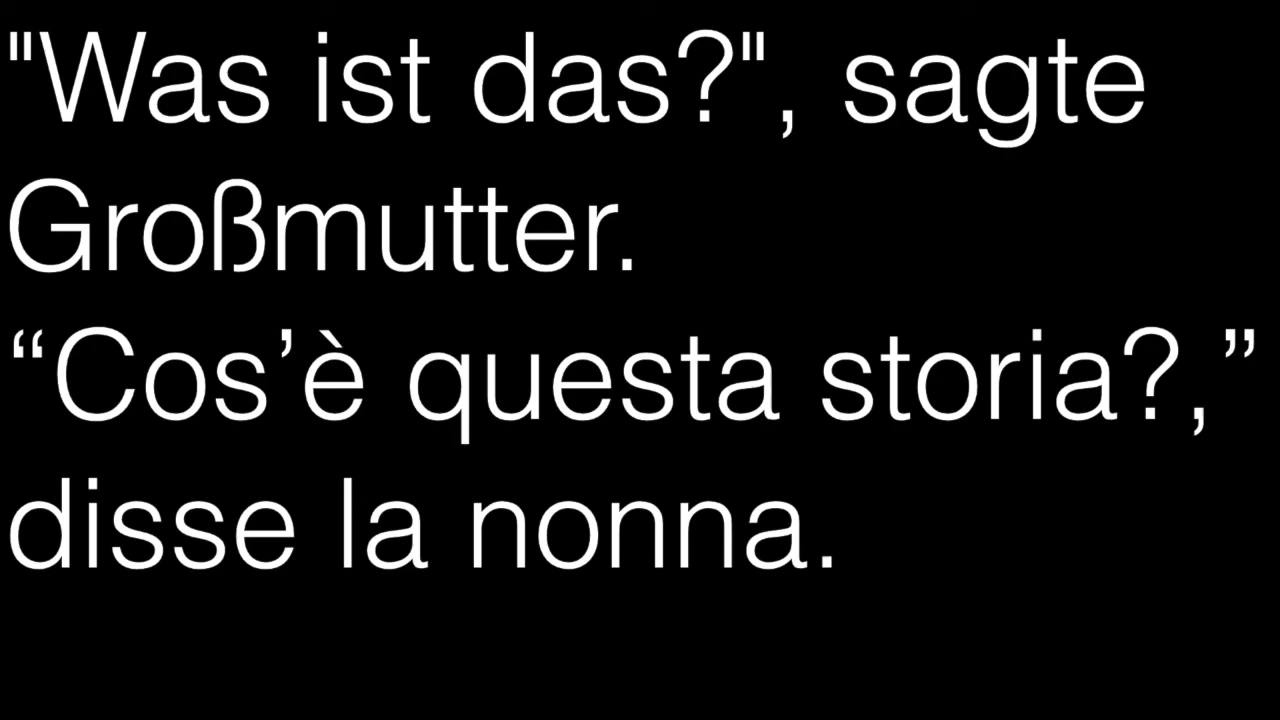 "Was ist das?", sagte
Großmutter.
“Cos’è questa storia?,”
disse la nonna.